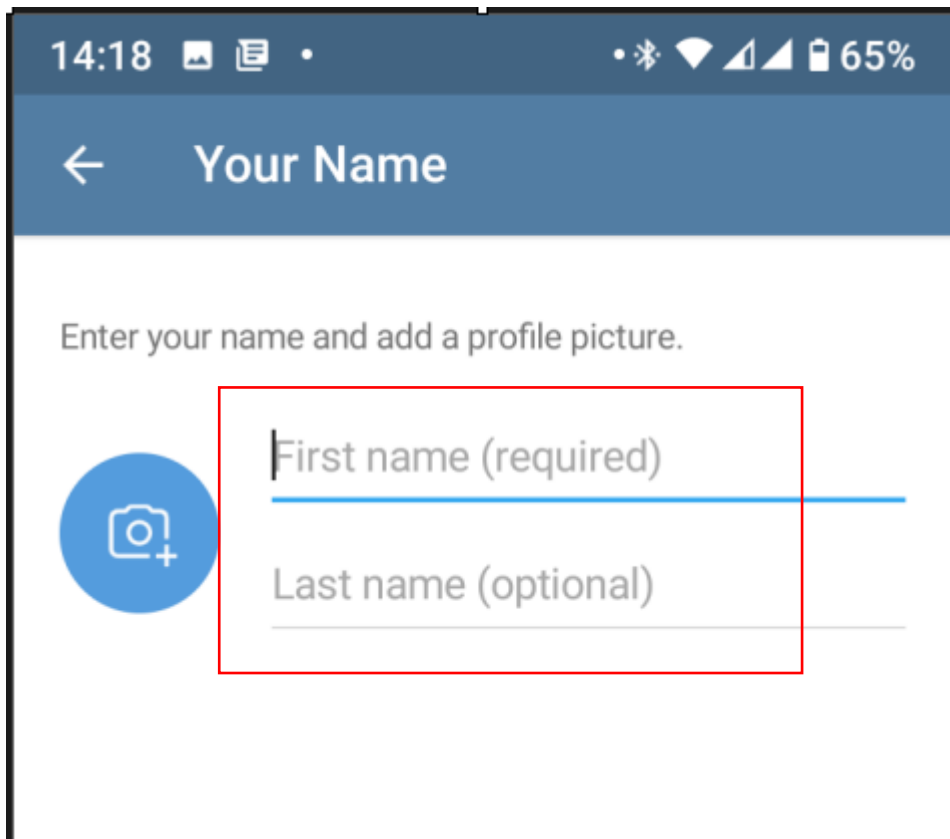 14:18 65%
Your Name
Enter your name and add a profile picture.
First name (required)
Last name (optional)